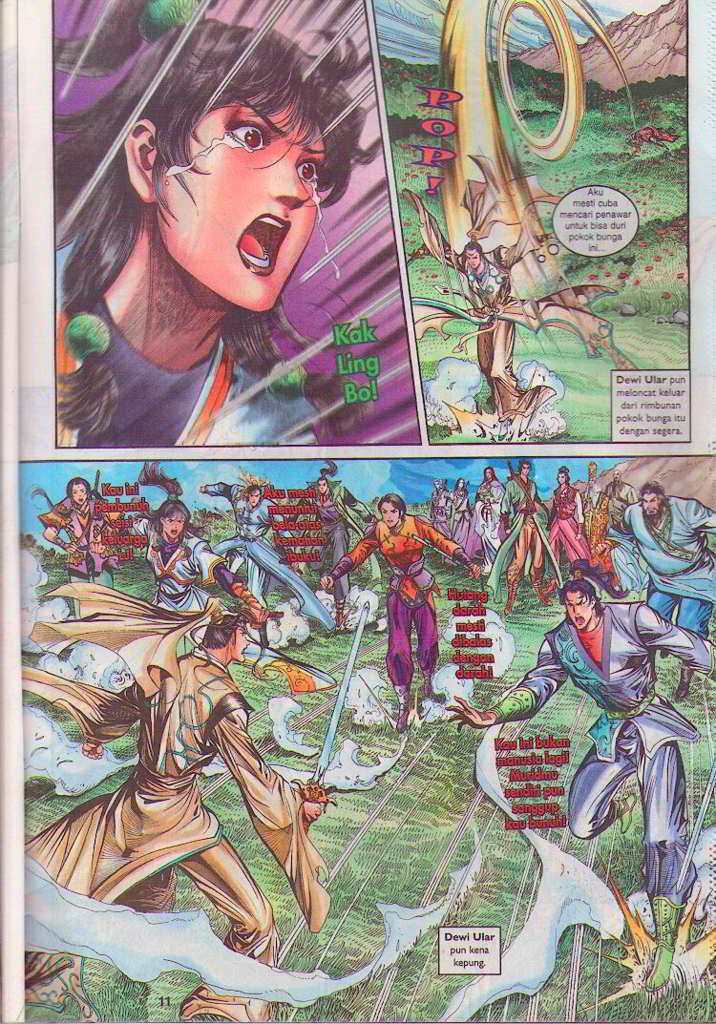 Kak
Ling
Bo!
POP!
Aku
mesti cuba
mencari penawar
untuk bisa duri
pokok bunga
ini...
Dewi Ular pun
meloncat keluar
dari rimbunan
pokok bunga itu
dengan segera.
Kau ini
pembunuh
seisi
keluarga
Aku mesti
menuntut
bela atas
kematian
Hutang
darah
mesti
dibalas
dengan
darah!
Kau ini bukan
manusia lagi!
Muridmu
sendiri pun
sanggup
kau bunuh!
Dewi Ular
pun kena
kepung.
11